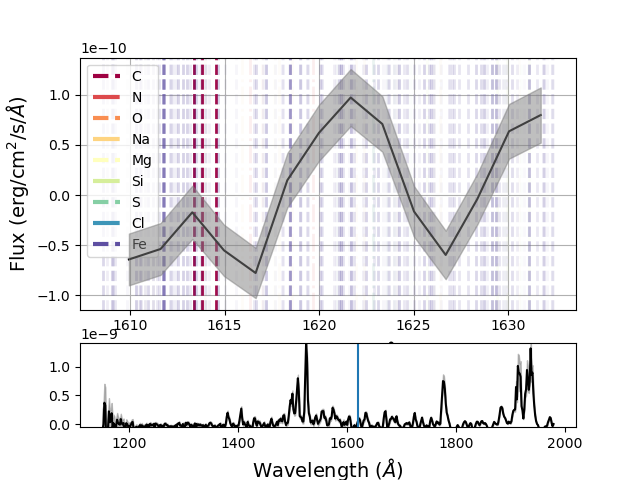 1e−10
Flux (erg/cm²/s/Å)
1.0
0.5
0.0
−0.5
−1.0
C
N
O
Na
Mg
Si
S
Cl
Fe
1610 1615 1620 1625 1630
1e−9
1.0
0.5
0.0
1200 1400 1600 1800 2000
Wavelength (Å)